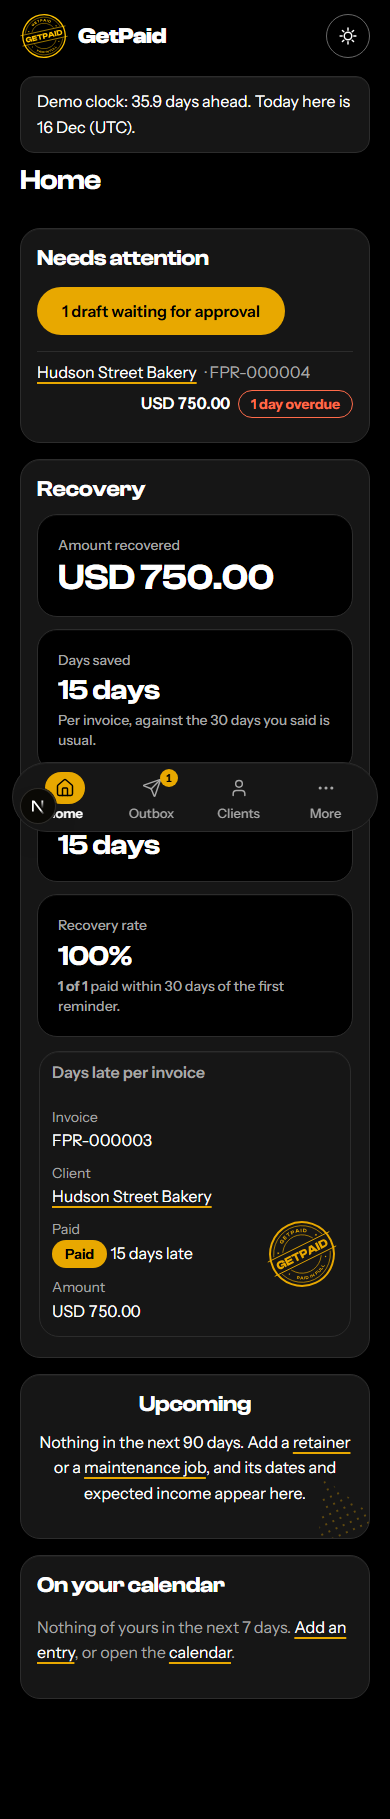 GETPAID
GetPaid
Demo clock: 35.9 days ahead. Today here is
16 Dec (UTC).
Home
Needs attention
1 draft waiting for approval
Hudson Street Bakery · FPR-000004
USD 750.00 1 day overdue
Recovery
Amount recovered
USD 750.00
Days saved
15 days
Per invoice, against the 30 days you said is
usual.
1
N
ome Outbox Clients More
15 days
Recovery rate
100%
1 of 1 paid within 30 days of the first
reminder.
Days late per invoice
Invoice
FPR-000003
Client
Hudson Street Bakery
Paid
Paid 15 days late
GETPAID
GETPAID
PAID IN FULL
Amount
USD 750.00
Upcoming
Nothing in the next 90 days. Add a retainer
or a maintenance job, and its dates and
expected income appear here.
On your calendar
Nothing of yours in the next 7 days. Add an
entry, or open the calendar.